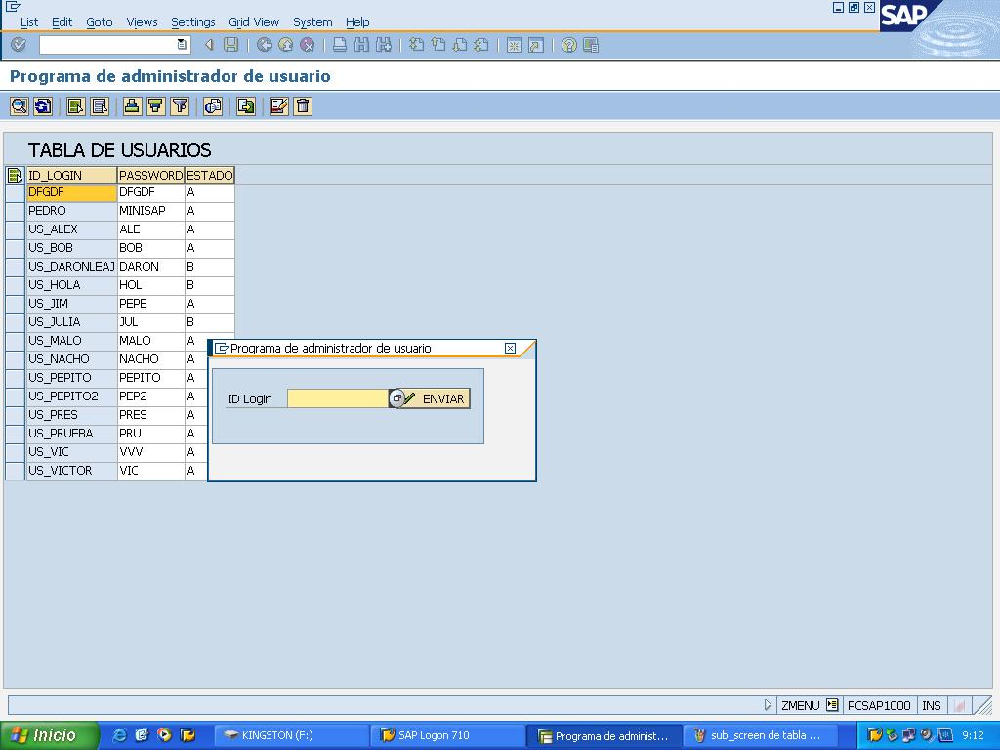 List Edit Goto Views Settings Grid View System Help
SAP
Programa de administrador de usuario
TABLA DE USUARIOS
ID_LOGIN PASSWORD ESTADO
DFGDF DFGDF A
PEDRO MINISAP A
US_ALEX ALE A
US_BOB BOB A
US_DARONLEAJ DARON B
US_HOLA HOL B
US_JIM PEPE A
US_JULIA JUL B
US_MALO MALO A
US_NACHO NACHO A
US_PEPITO PEPITO A
US_PEPITO2 PEP2 A
US_PRES PRES A
US_PRUEBA PRU A
US_VIC VVV A
US_VICTOR VIC A
Programa de administrador de usuario
ID Login ENVIAR
ZMENU PCSAP1000 INS
Inicio KINGSTON (F:) SAP Logon 710 Programa de administ... sub_screen de tabla ... 9:12